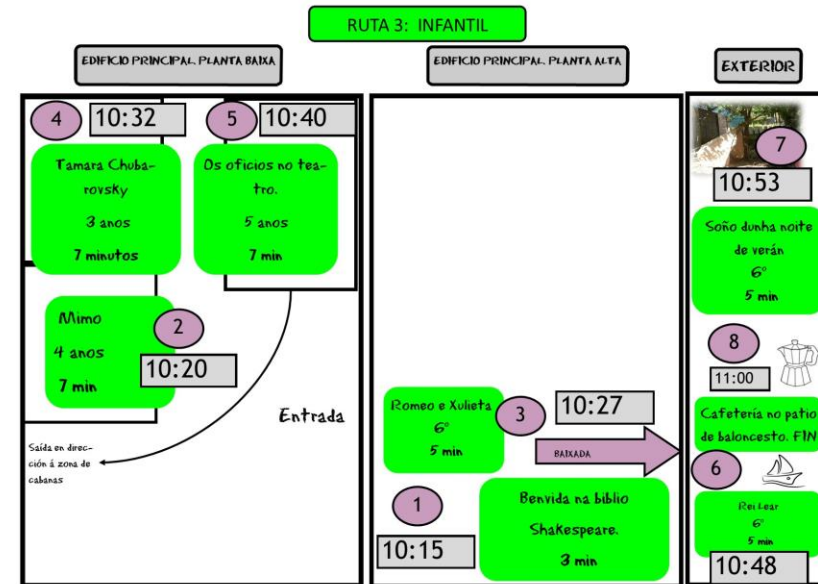 RUTA 3: INFANTIL
EDIFICIO PRINCIPAL. PLANTA BAIXA
4
10:32
5
10:40
Tamara Chuba-
rovsky
3 anos
7 minutos
Os oficios no tea-
tro.
5 anos
7 min
Mimo
4 anos
7 min
2
10:20
Entrada
Saída en direc-
ción á zona de
cabanas
EDIFICIO PRINCIPAL. PLANTA ALTA
Romeo e Xulieta
6º
5 min
3
10:27
BAIXADA
1
10:15
Benvida na biblio
Shakespeare.
3 min
EXTERIOR
7
10:53
Soño dunha noite
de verán
6º
5 min
8
11:00
Cafetería no patio
de baloncesto. FIN
6
Rei Lear
6º
5 min
10:48